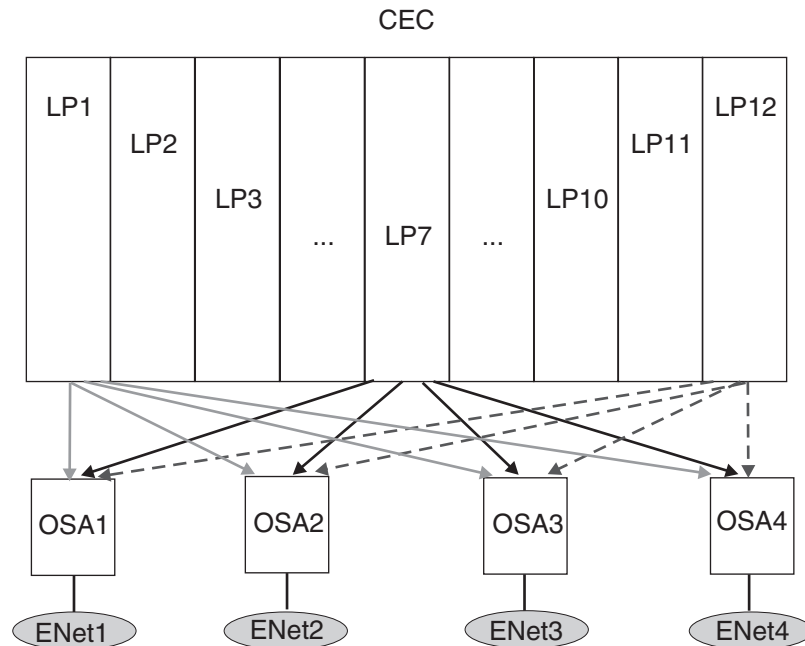 CEC
LP1
LP2
LP3
...
LP7
...
LP10
LP11
LP12
OSA1
OSA2
OSA3
OSA4
ENet1
ENet2
ENet3
ENet4